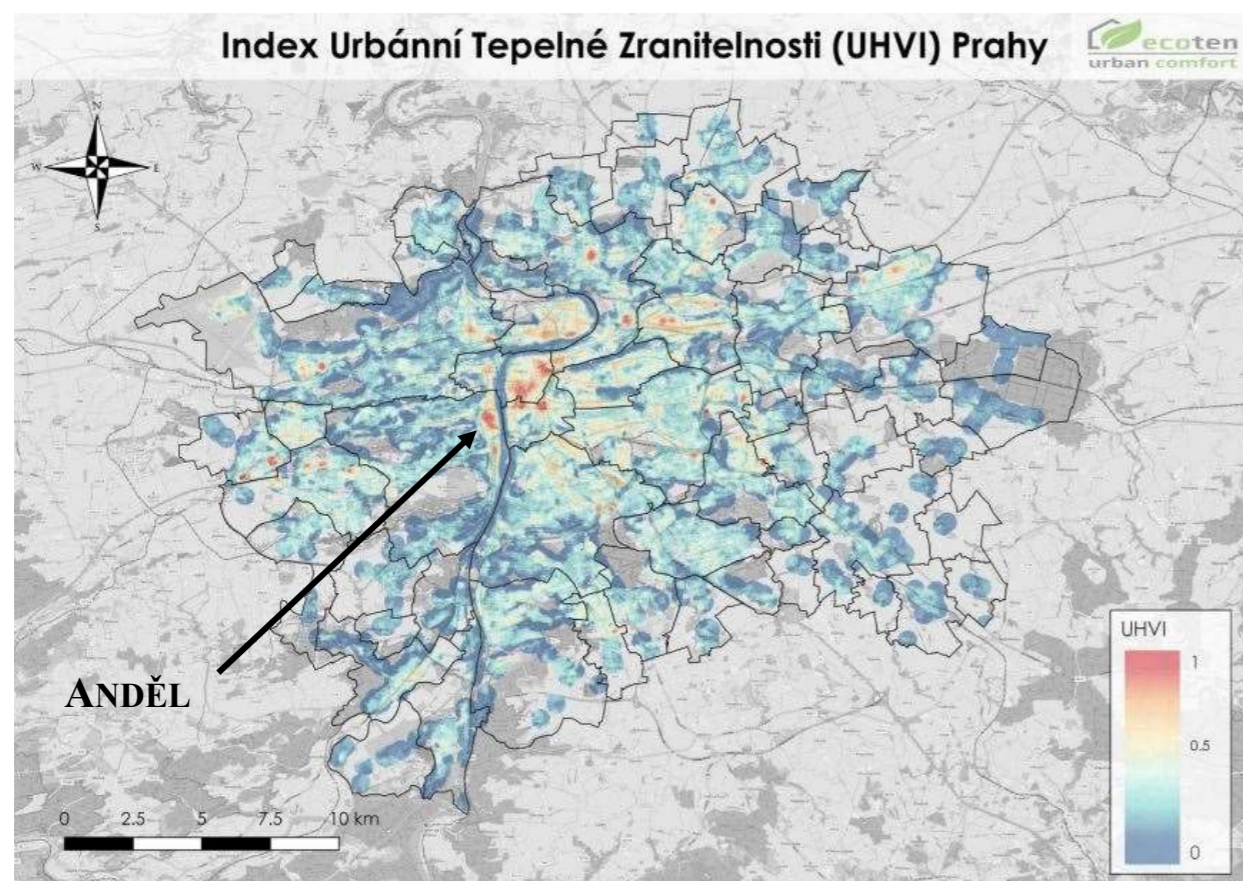 Index Urbánní Tepelné Zranitelnosti (UHVI) Prahy
ecoten
urban comfort
N
W E
S
ANDĚL
UHVI
1
0.5
0
0 2.5 5 7.5 10 km